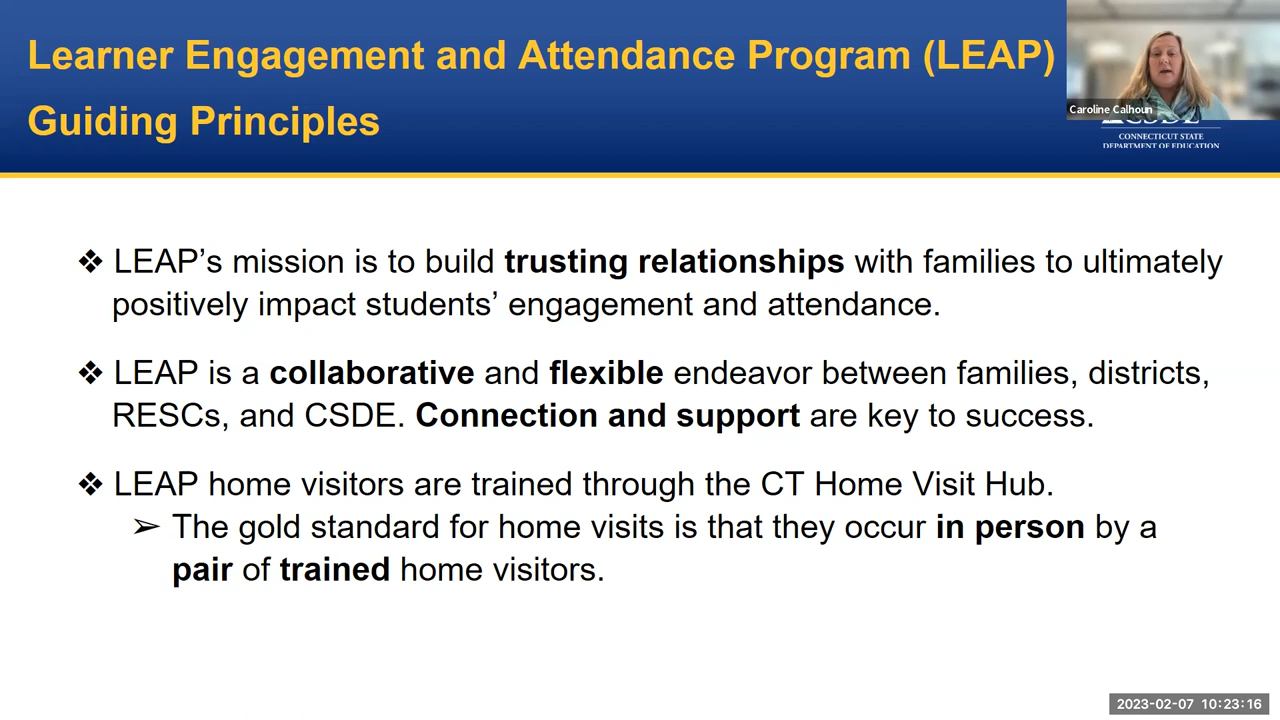 Learner Engagement and Attendance Program (LEAP)
Guiding Principles
Caroline Calhoun
CSDE
CONNECTICUT STATE
DEPARTMENT OF EDUCATION
❖ LEAP’s mission is to build trusting relationships with families to ultimately
positively impact students’ engagement and attendance.
❖ LEAP is a collaborative and flexible endeavor between families, districts,
RESCs, and CSDE. Connection and support are key to success.
❖ LEAP home visitors are trained through the CT Home Visit Hub.
➢ The gold standard for home visits is that they occur in person by a
pair of trained home visitors.
2023-02-07 10:23:16